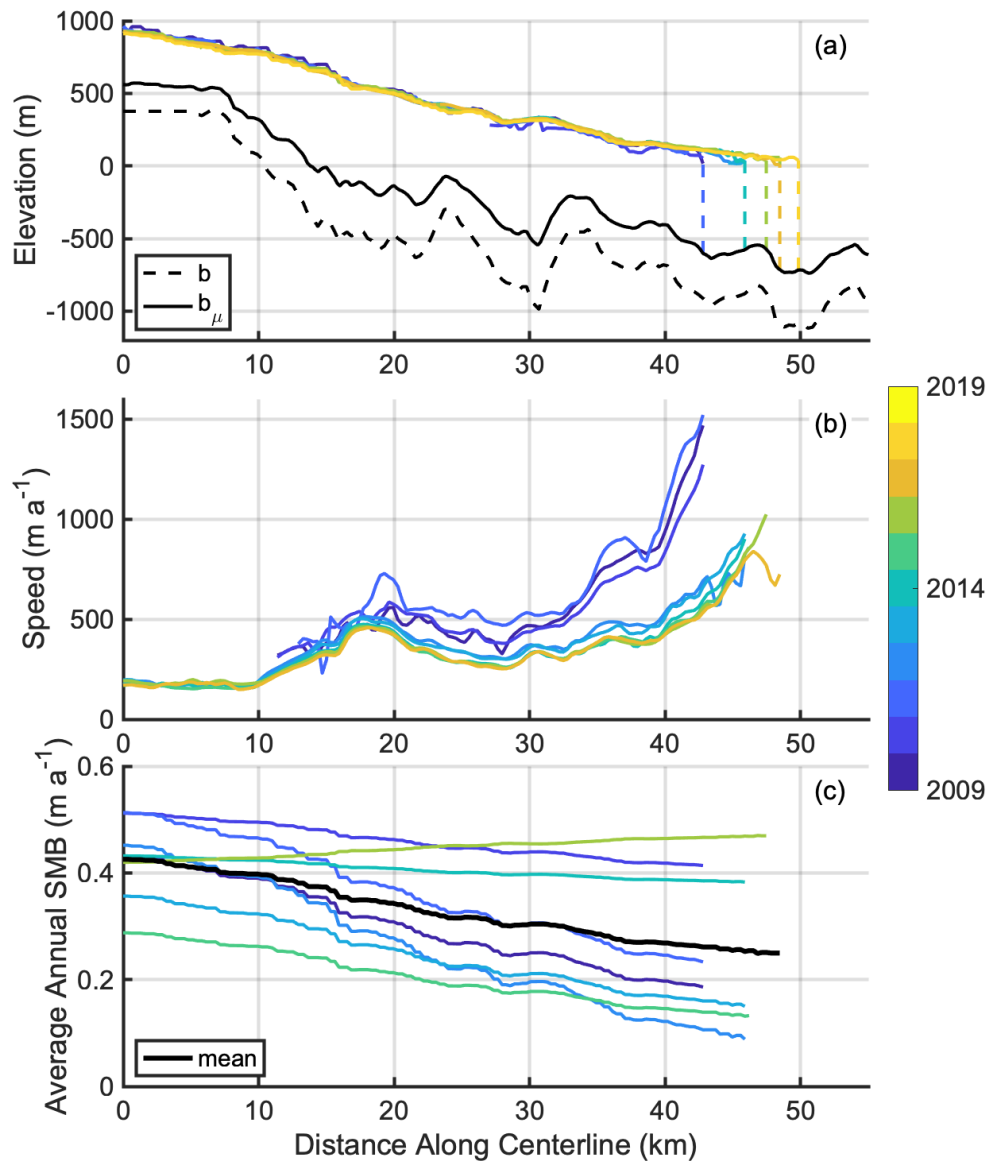 (a)
1000
500
0
-500
-1000
Elevation (m)
b
bμ
0 10 20 30 40 50
(b)
1500
1000
500
0
Speed (m a-1)
0 10 20 30 40 50
2019
2014
2009
(c)
0.6
0.4
0.2
0
Average Annual SMB (m a-1)
mean
0 10 20 30 40 50
Distance Along Centerline (km)